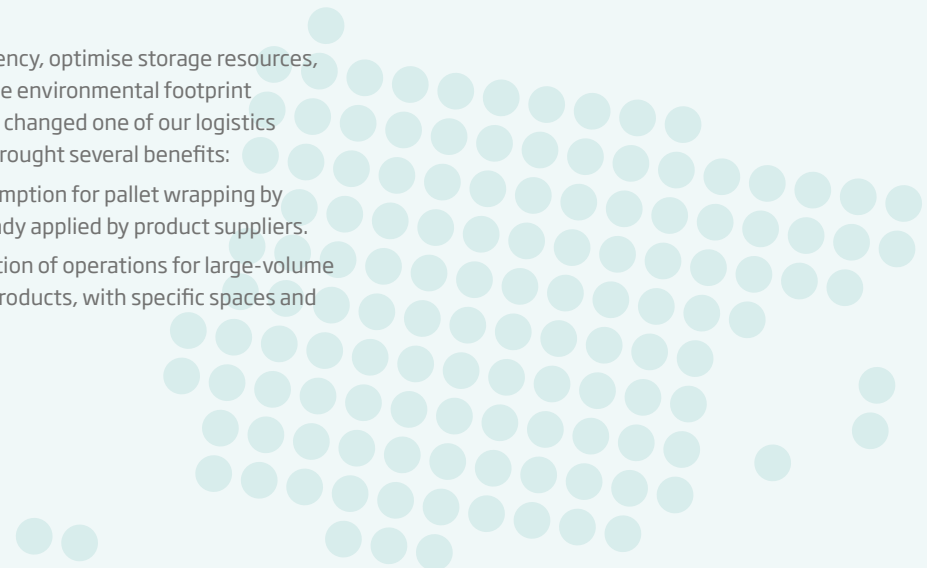 ency, optimise storage resources,
e environmental footprint
changed one of our logistics
rought several benefits:
mption for pallet wrapping by
dy applied by product suppliers.
tion of operations for large-volume
roducts, with specific spaces and